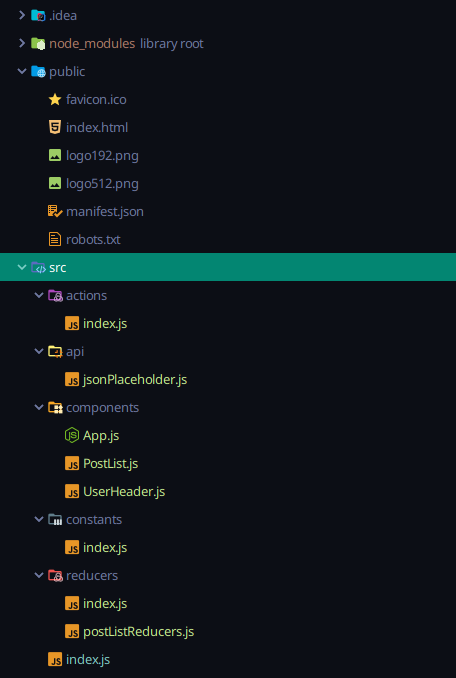 .idea
node_modules library root
public
favicon.ico
index.html
logo192.png
logo512.png
manifest.json
robots.txt
src
actions
index.js
api
jsonPlaceholder.js
components
App.js
PostList.js
UserHeader.js
constants
index.js
reducers
index.js
postListReducers.js
index.js